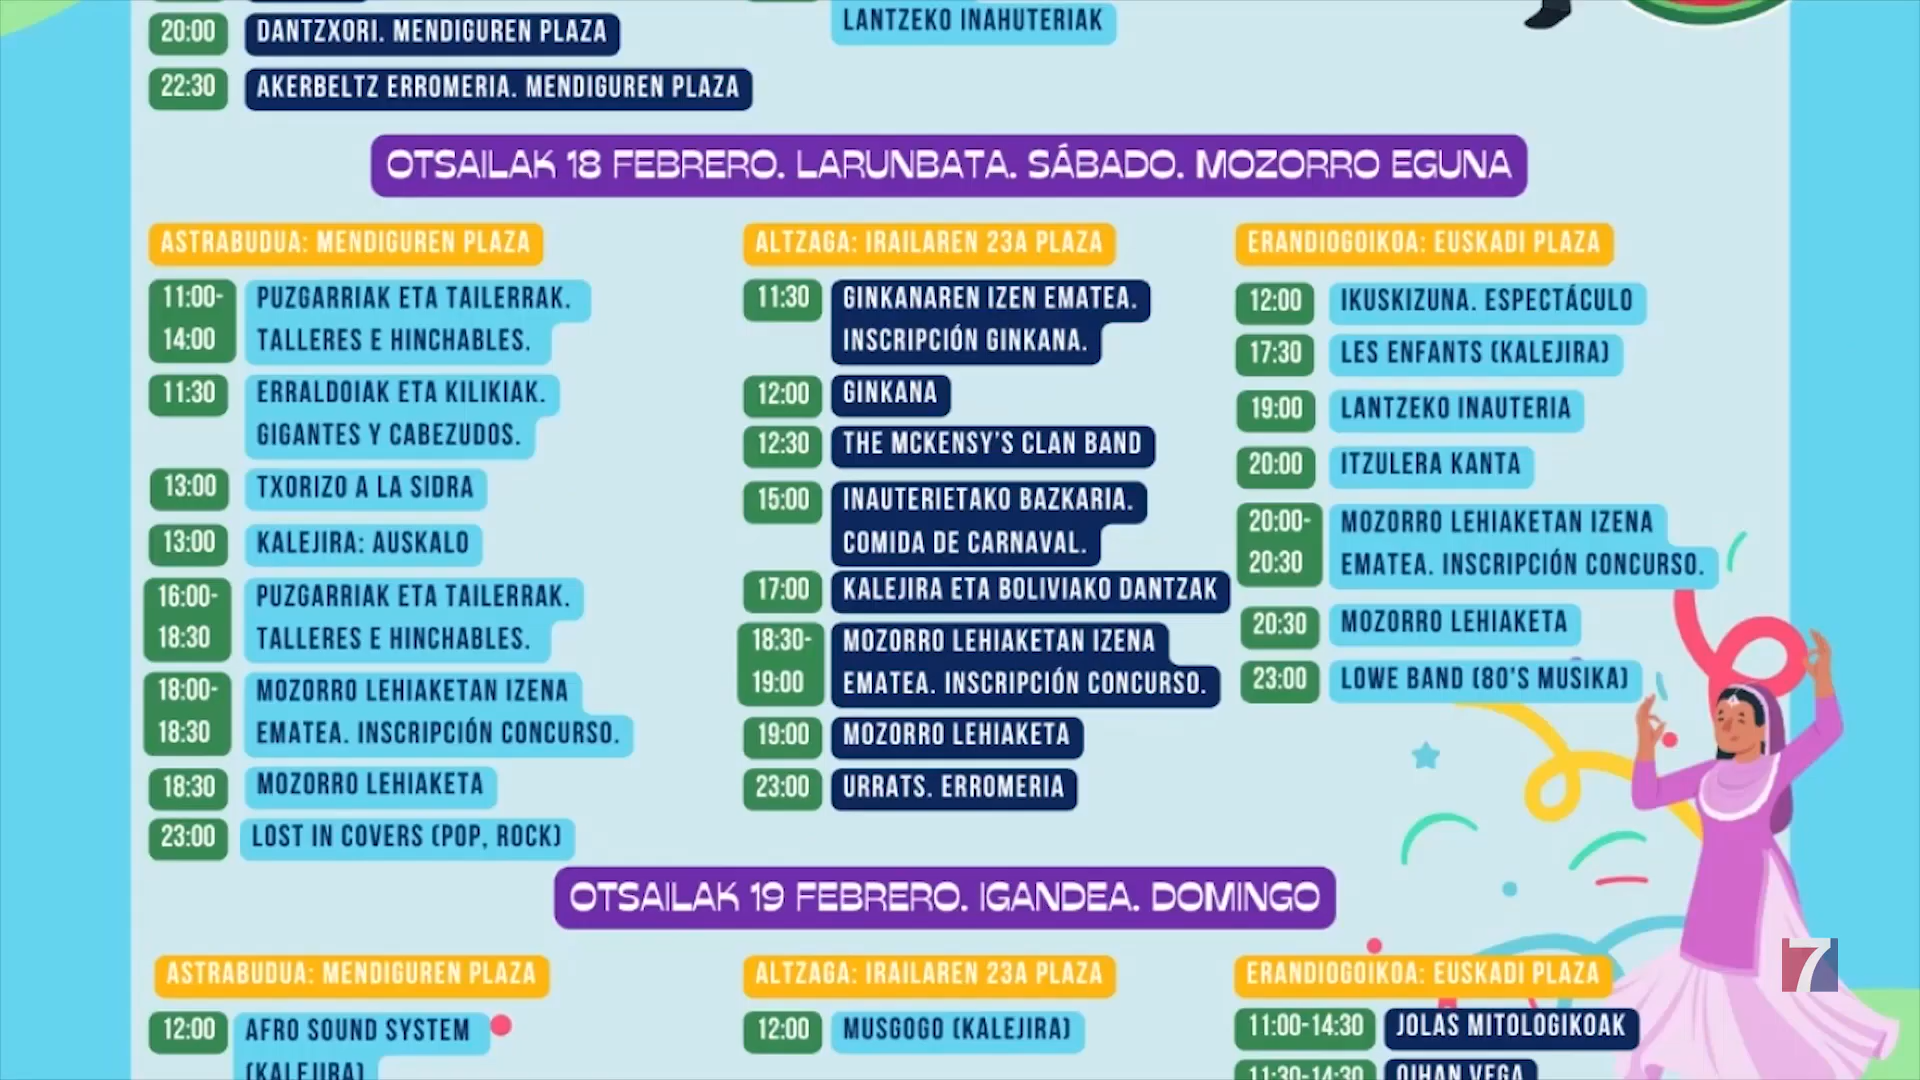 20:00 DANTZXORI. MENDIGUREN PLAZA
LANTZEKO INAHUTERIAK
22:30 AKERBELTZ ERROMERIA. MENDIGUREN PLAZA
OTSAILAK 18 FEBRERO. LARUNBATA. SÁBADO. MOZORRO EGUNA
ASTRABUDUA: MENDIGUREN PLAZA
11:00- PUZGARRIAK ETA TAILERRAK.
14:00 TALLERES E HINCHABLES.
11:30 ERRALDOIAK ETA KILIKIAK.
GIGANTES Y CABEZUDOS.
13:00 TXORIZO A LA SIDRA
13:00 KALEJIRA: AUSKALO
16:00- PUZGARRIAK ETA TAILERRAK.
18:30 TALLERES E HINCHABLES.
18:00- MOZORRO LEHIAKETAN IZENA
18:30 EMATEA. INSCRIPCIÓN CONCURSO.
18:30 MOZORRO LEHIAKETA
23:00 LOST IN COVERS (POP, ROCK)
ALTZAGA: IRAILAREN 23A PLAZA
11:30 GINKANAREN IZEN EMATEA.
INSCRIPCIÓN GINKANA.
12:00 GINKANA
12:30 THE MCKENSY'S CLAN BAND
15:00 INAUTERIETAKO BAZKARIA.
COMIDA DE CARNAVAL.
17:00 KALEJIRA ETA BOLIVIAKO DANTZAK
18:30- MOZORRO LEHIAKETAN IZENA
19:00 EMATEA. INSCRIPCIÓN CONCURSO.
19:00 MOZORRO LEHIAKETA
23:00 URRATS. ERROMERIA
ERANDIOGOIKOA: EUSKADI PLAZA
12:00 IKUSKIZUNA. ESPECTÁCULO
17:30 LES ENFANTS (KALEJIRA)
19:00 LANTZEKO INAUTERIA
20:00 ITZULERA KANTA
20:00- MOZORRO LEHIAKETAN IZENA
20:30 EMATEA. INSCRIPCIÓN CONCURSO.
20:30 MOZORRO LEHIAKETA
23:00 LOWE BAND (80'S MUSIKA)
OTSAILAK 19 FEBRERO. IGANDEA. DOMINGO
ASTRABUDUA: MENDIGUREN PLAZA
12:00 AFRO SOUND SYSTEM
(KALEJIRA)
ALTZAGA: IRAILAREN 23A PLAZA
12:00 MUSGOGO (KALEJIRA)
ERANDIOGOIKOA: EUSKADI PLAZA
11:00-14:30 JOLAS MITOLOGIKOAK
11:30-14:30 OIHAN VEGA
7